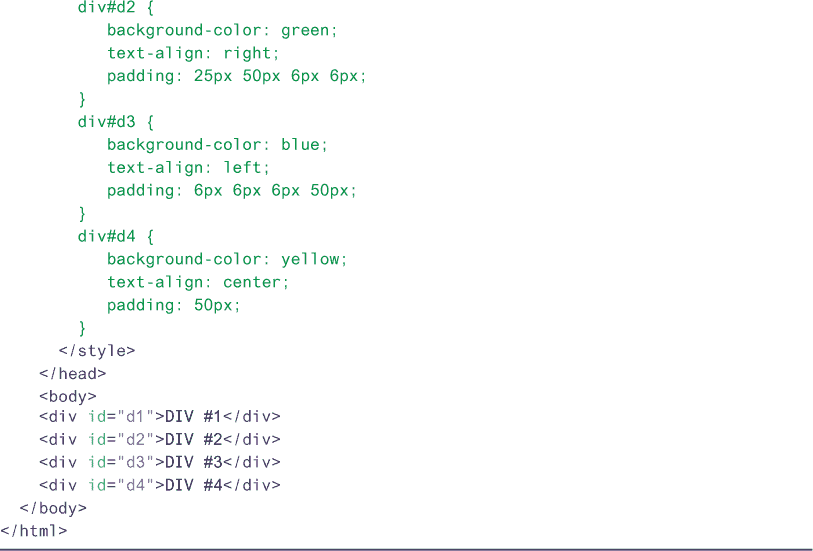 div#d2 {
background-color: green;
text-align: right;
padding: 25px 50px 6px 6px;
}
div#d3 {
background-color: blue;
text-align: left;
padding: 6px 6px 6px 50px;
}
div#d4 {
background-color: yellow;
text-align: center;
padding: 50px;
}
</style>
</head>
<body>
<div id="d1">DIV #1</div>
<div id="d2">DIV #2</div>
<div id="d3">DIV #3</div>
<div id="d4">DIV #4</div>
</body>
</html>